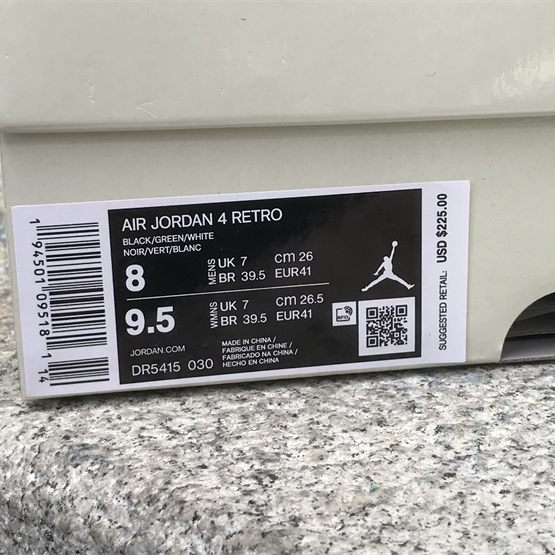 AIR JORDAN 4 RETRO
BLACK/GREEN/WHITE
NOIR/VERT/BLANC
8 MENS UK 7 cm 26
BR 39.5 EUR41
9.5 WMNS UK 7 cm 26.5
BR 39.5 EUR41
RFID
JORDAN.COM
DR5415 030
MADE IN CHINA /
FABRIQUE EN CHINE /
FABRICADO NA CHINA /
HECHO EN CHINA
1 94501 09518 1 14
SUGGESTED RETAIL: USD $225.00